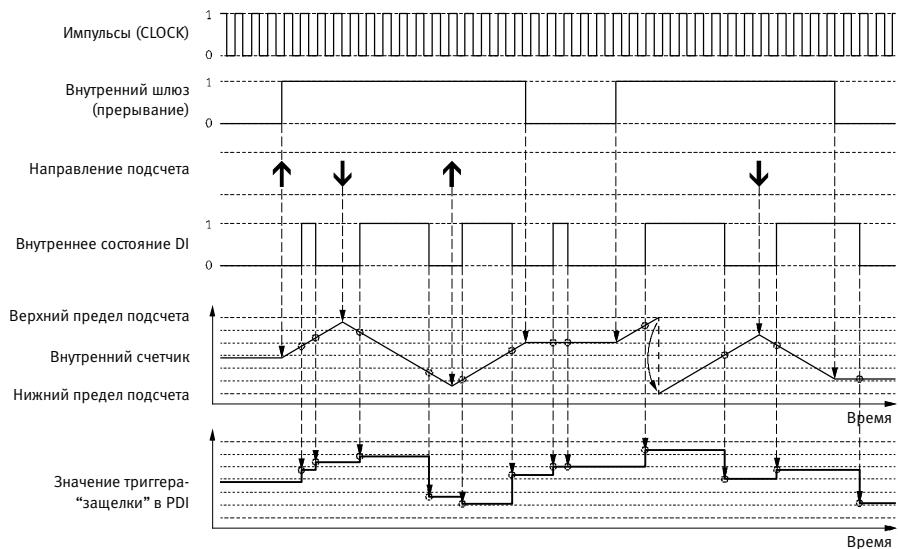 1
Импульсы (CLOCK)
0
1
Внутренний шлюз
(прерывание)
0
Направление подсчета
1
Внутреннее состояние DI
0
Верхний предел подсчета
Внутренний счетчик
Нижний предел подсчета
Время
Значение триггера-
“защелки” в PDI
Время